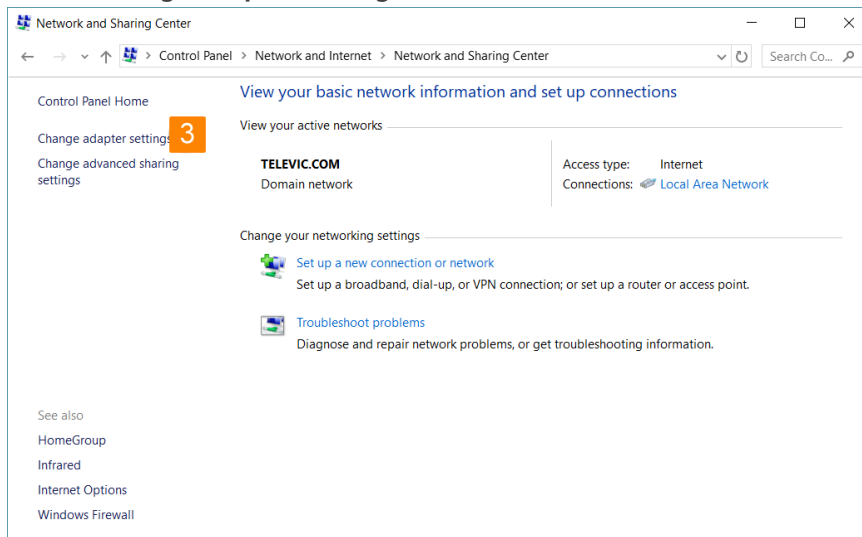 Network and Sharing Center
Control Panel > Network and Internet > Network and Sharing Center
Search Co...
Control Panel Home
Change adapter settings
3
Change advanced sharing
settings
View your basic network information and set up connections
View your active networks
TELEVIC.COM
Domain network
Access type: Internet
Connections: Local Area Network
Change your networking settings
Set up a new connection or network
Set up a broadband, dial-up, or VPN connection; or set up a router or access point.
Troubleshoot problems
Diagnose and repair network problems, or get troubleshooting information.
See also
HomeGroup
Infrared
Internet Options
Windows Firewall